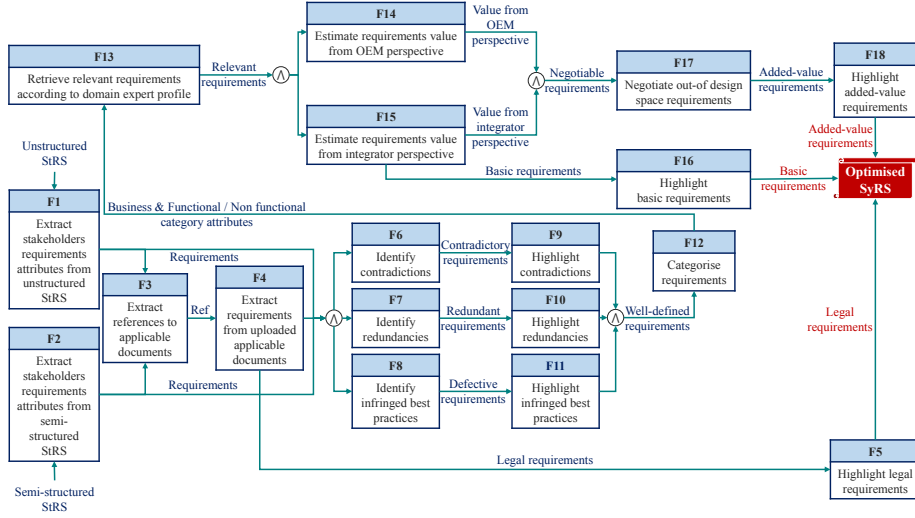 F14
Estimate requirements value
from OEM perspective
Value from
OEM
perspective
F13
Retrieve relevant requirements
according to domain expert profile
Relevant
requirements
Λ
F15
Estimate requirements value
from integrator perspective
Value from
integrator
perspective
Λ
Negotiable
requirements
F17
Negotiate out-of design
space requirements
Added-value
requirements
F18
Highlight
added-value
requirements
Added-value
requirements
Basic requirements
F16
Highlight
basic requirements
Basic
requirements
Optimised
SyRS
Unstructured
StRS
F1
Extract
stakeholders
requirements
attributes from
unstructured
StRS
Business & Functional / Non functional
category attributes
Requirements
F2
Extract
stakeholders
requirements
attributes from
semi-
structured
StRS
Requirements
Semi-structured
StRS
F3
Extract
references to
applicable
documents
Ref
F4
Extract
requirements
from uploaded
applicable
documents
Λ
F6
Identify
contradictions
Contradictory
requirements
F9
Highlight
contradictions
F7
Identify
redundancies
Redundant
requirements
F10
Highlight
redundancies
F8
Identify
infringed best
practices
Defective
requirements
F11
Highlight
infringed best
practices
Λ
Well-defined
requirements
F12
Categorise
requirements
Legal requirements
F5
Highlight legal
requirements
Legal
requirements